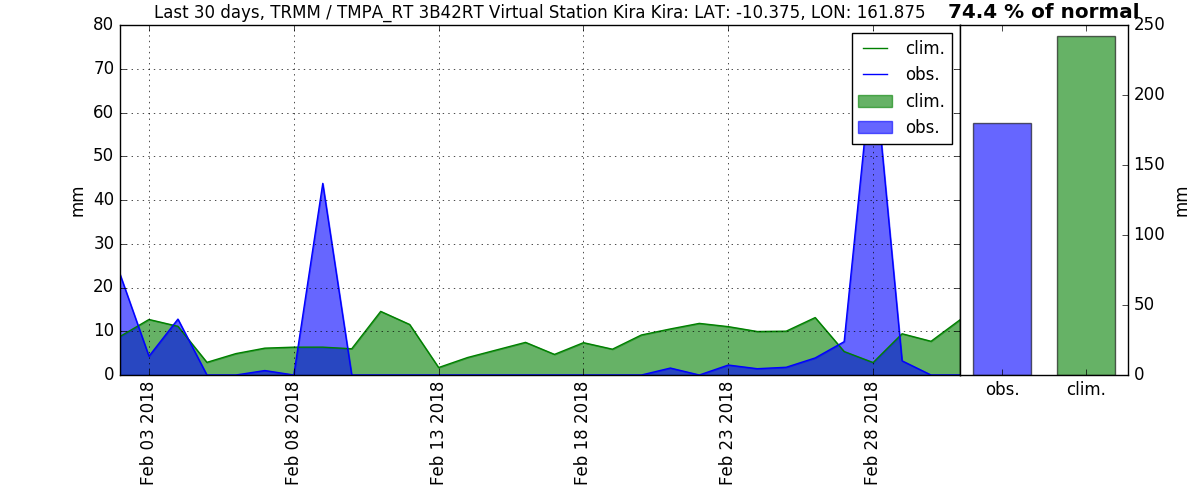 Last 30 days, TRMM / TMPA_RT 3B42RT Virtual Station Kira Kira: LAT: -10.375, LON: 161.875
74.4 % of normal
80
70
60
50
40
30
20
10
0
mm
clim.
obs.
clim.
obs.
Feb 03 2018
Feb 08 2018
Feb 13 2018
Feb 18 2018
Feb 23 2018
Feb 28 2018
250
200
150
100
50
0
mm
obs.
clim.